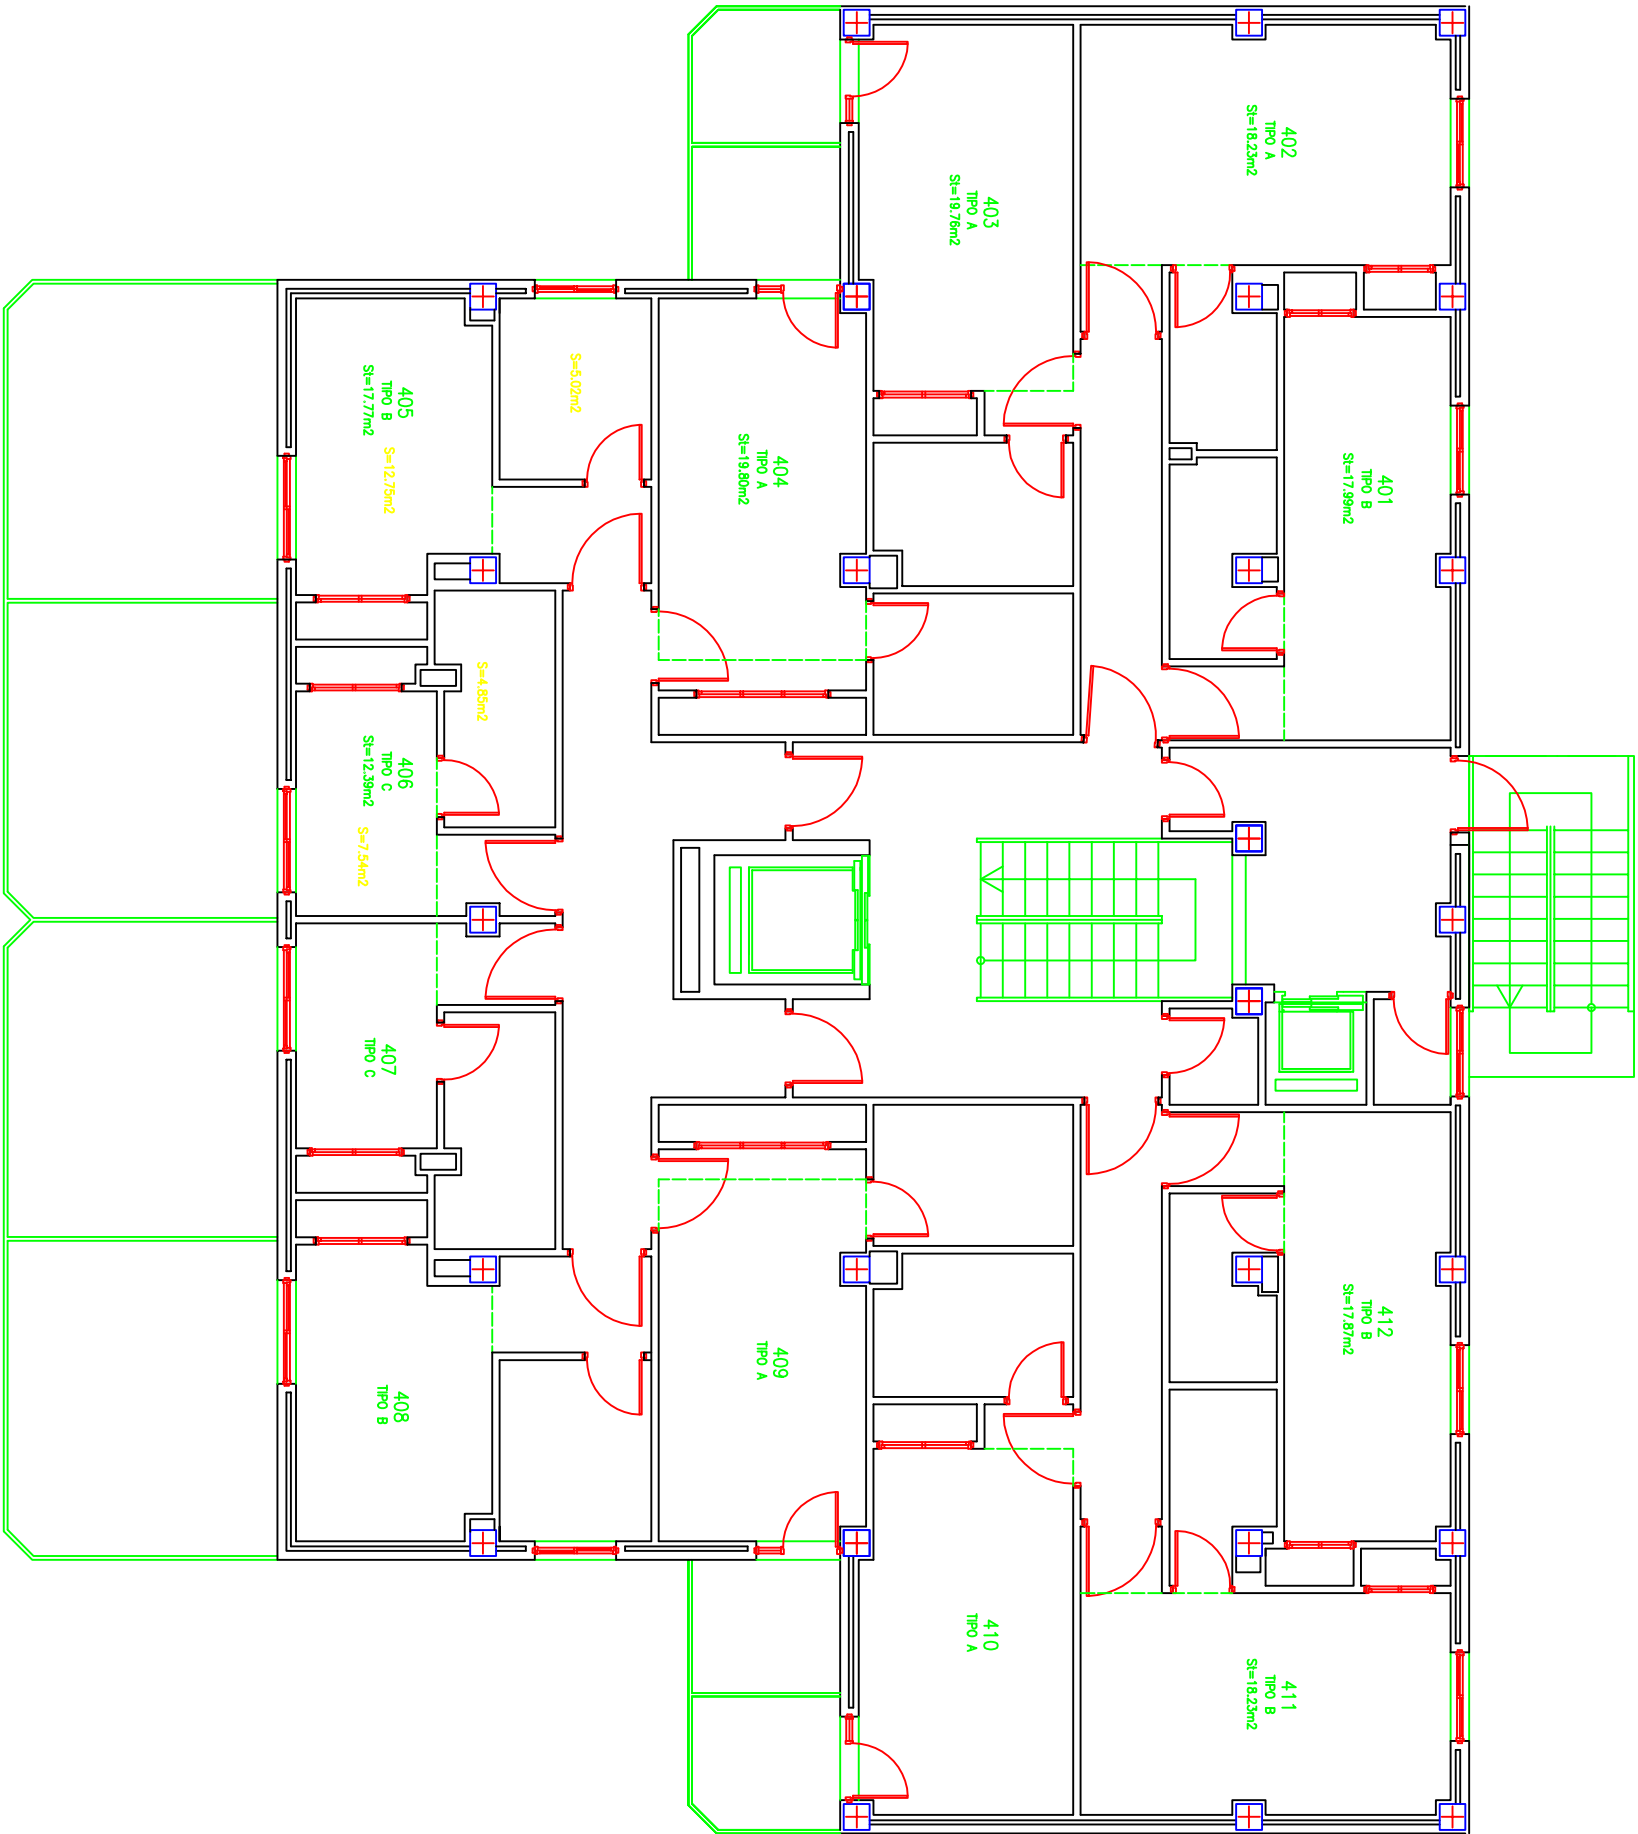 401
TIPO B
St=17.99m2
402
TIPO A
St=18.23m2
403
TIPO A
St=19.76m2
404
TIPO A
St=19.80m2
405
TIPO B
St=17.77m2
S=12.75m2
S=5.02m2
406
TIPO C
St=12.39m2
S=7.54m2
S=4.85m2
407
TIPO C
408
TIPO B
409
TIPO A
410
TIPO A
411
TIPO B
St=18.23m2
412
TIPO B
St=17.87m2